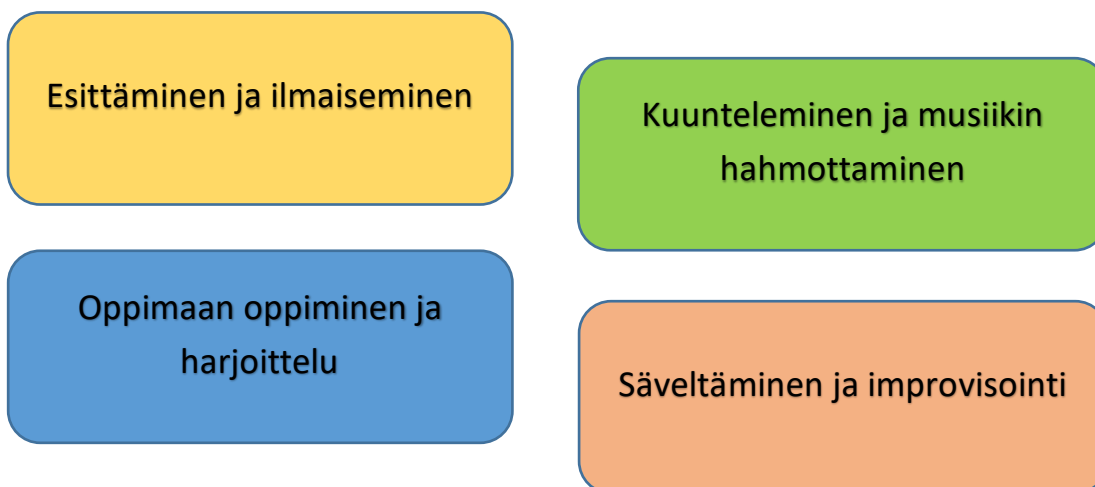 Esittäminen ja ilmaiseminen
Kuunteleminen ja musiikin
hahmottaminen
Oppimaan oppiminen ja
harjoittelu
Säveltäminen ja improvisointi